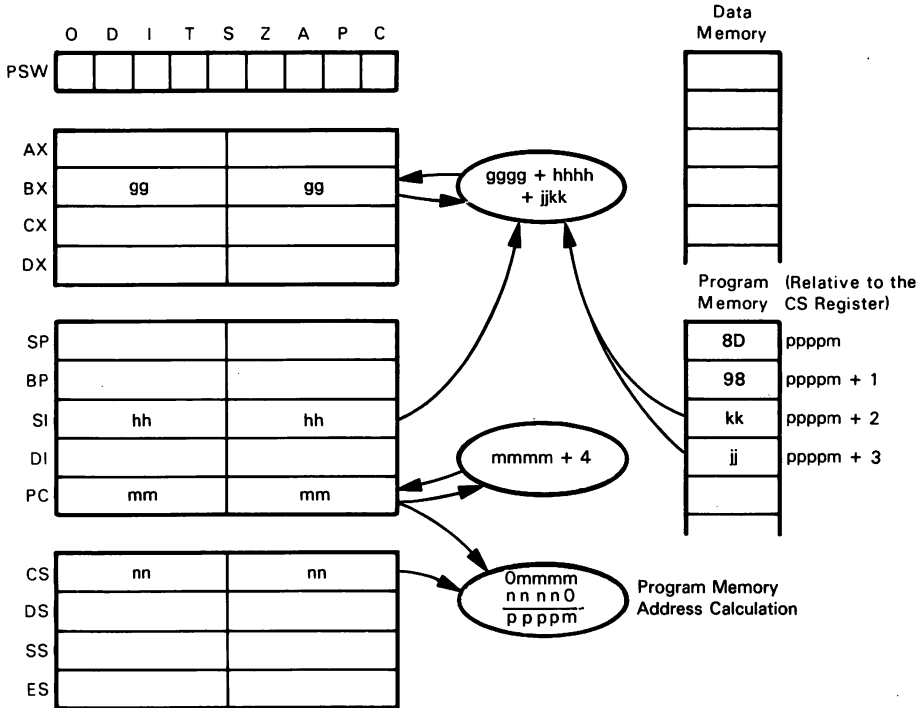 O D I T S Z A P C
PSW
Data
Memory
AX
BX gg gg
CX
DX
gggg + hhhh
+ jjkk
Program (Relative to the
Memory CS Register)
8D ppppm
98 ppppm + 1
kk ppppm + 2
jj ppppm + 3
SP
BP
SI hh hh
DI
PC mm mm
mmmm + 4
CS nn nn
DS
SS
ES
0mmmm
nn nn0
ppppm
Program Memory
Address Calculation